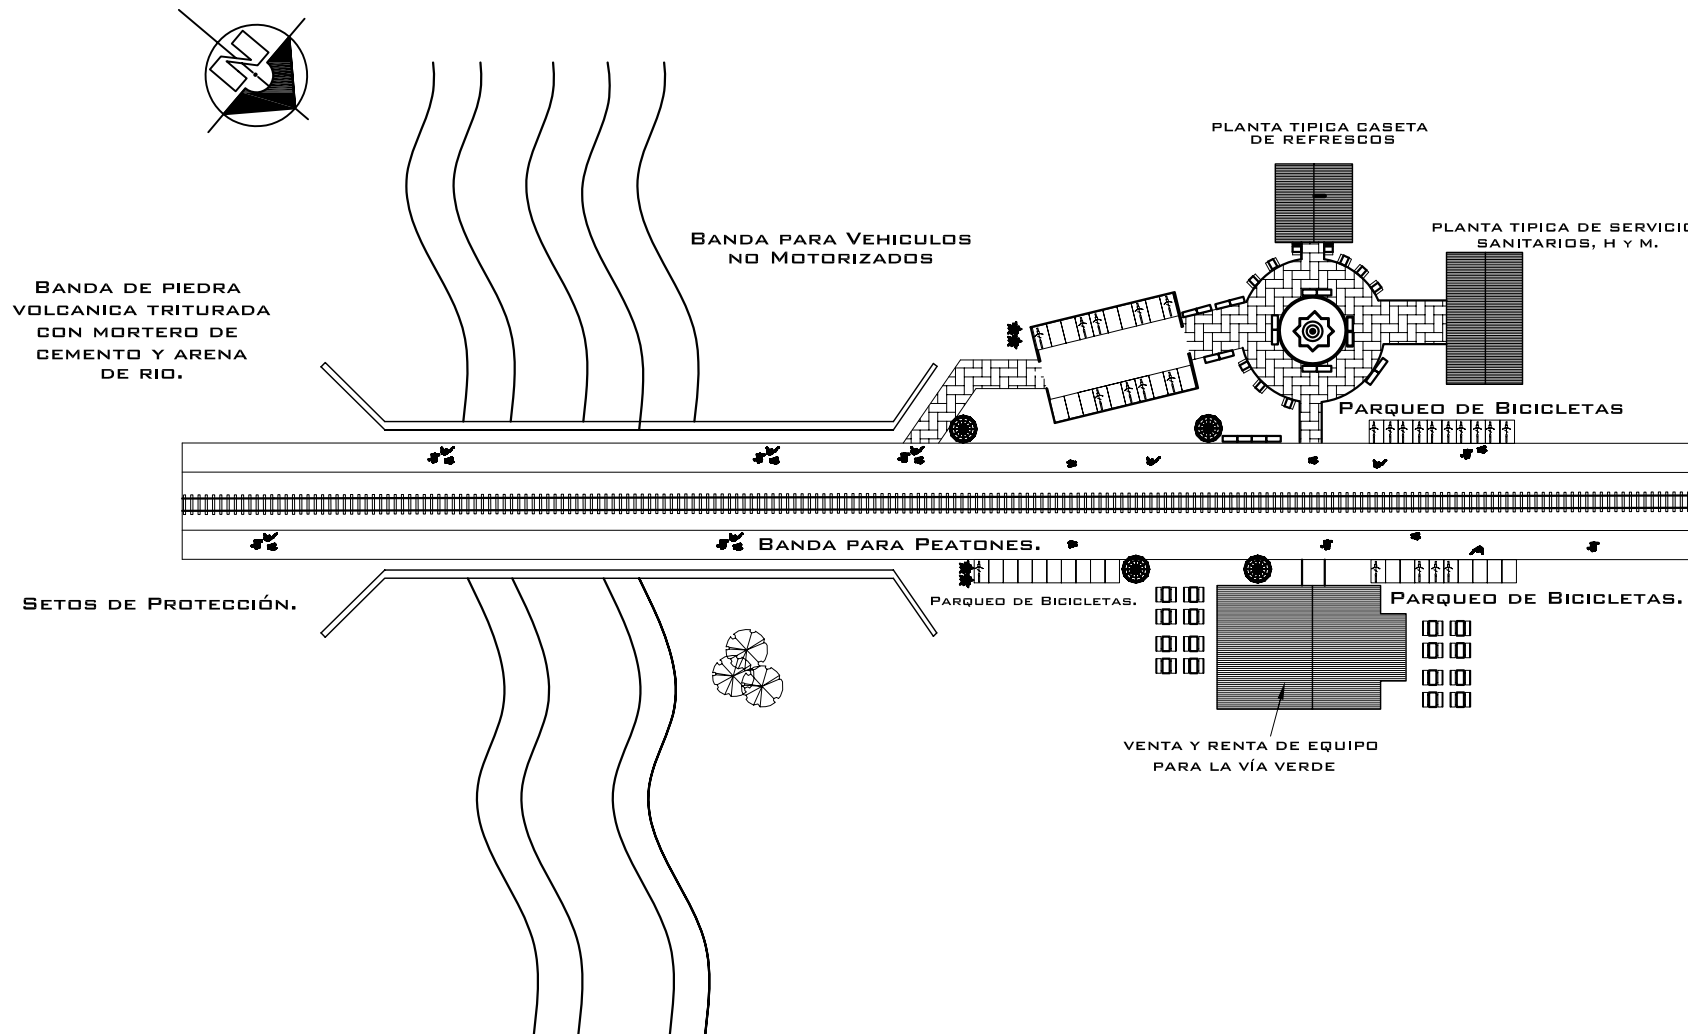 N
PLANTA TIPICA CASETA
DE REFRESCOS
PLANTA TIPICA DE SERVICIO
SANITARIOS, H Y M.
BANDA PARA VEHICULOS
NO MOTORIZADOS
BANDA DE PIEDRA
VOLCANICA TRITURADA
CON MORTERO DE
CEMENTO Y ARENA
DE RIO.
PARQUEO DE BICICLETAS
BANDA PARA PEATONES.
SETOS DE PROTECCIÓN.
PARQUEO DE BICICLETAS.
PARQUEO DE BICICLETAS.
VENTA Y RENTA DE EQUIPO
PARA LA VÍA VERDE